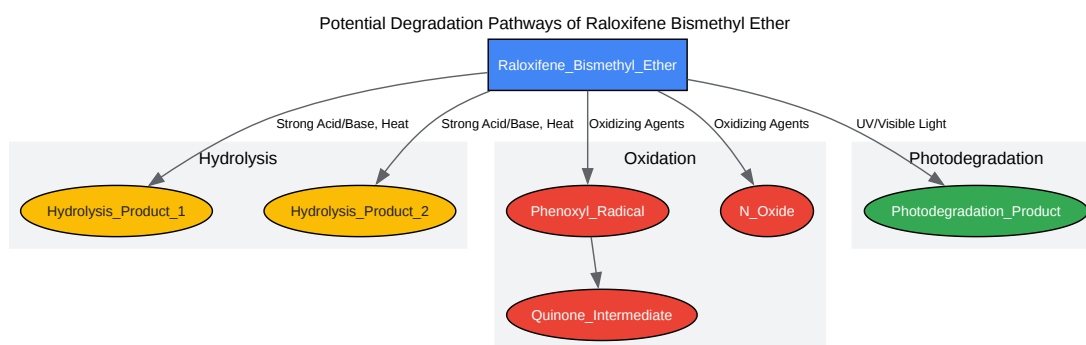 Potential Degradation Pathways of Raloxifene Bismethyl Ether
Raloxifene_Bismethyl_Ether
Strong Acid/Base, Heat
Strong Acid/Base, Heat
Oxidizing Agents
Oxidizing Agents
UV/Visible Light
Hydrolysis
Oxidation
Photodegradation
Hydrolysis_Product_1
Hydrolysis_Product_2
Phenoxyl_Radical
N_Oxide
Photodegradation_Product
Quinone_Intermediate